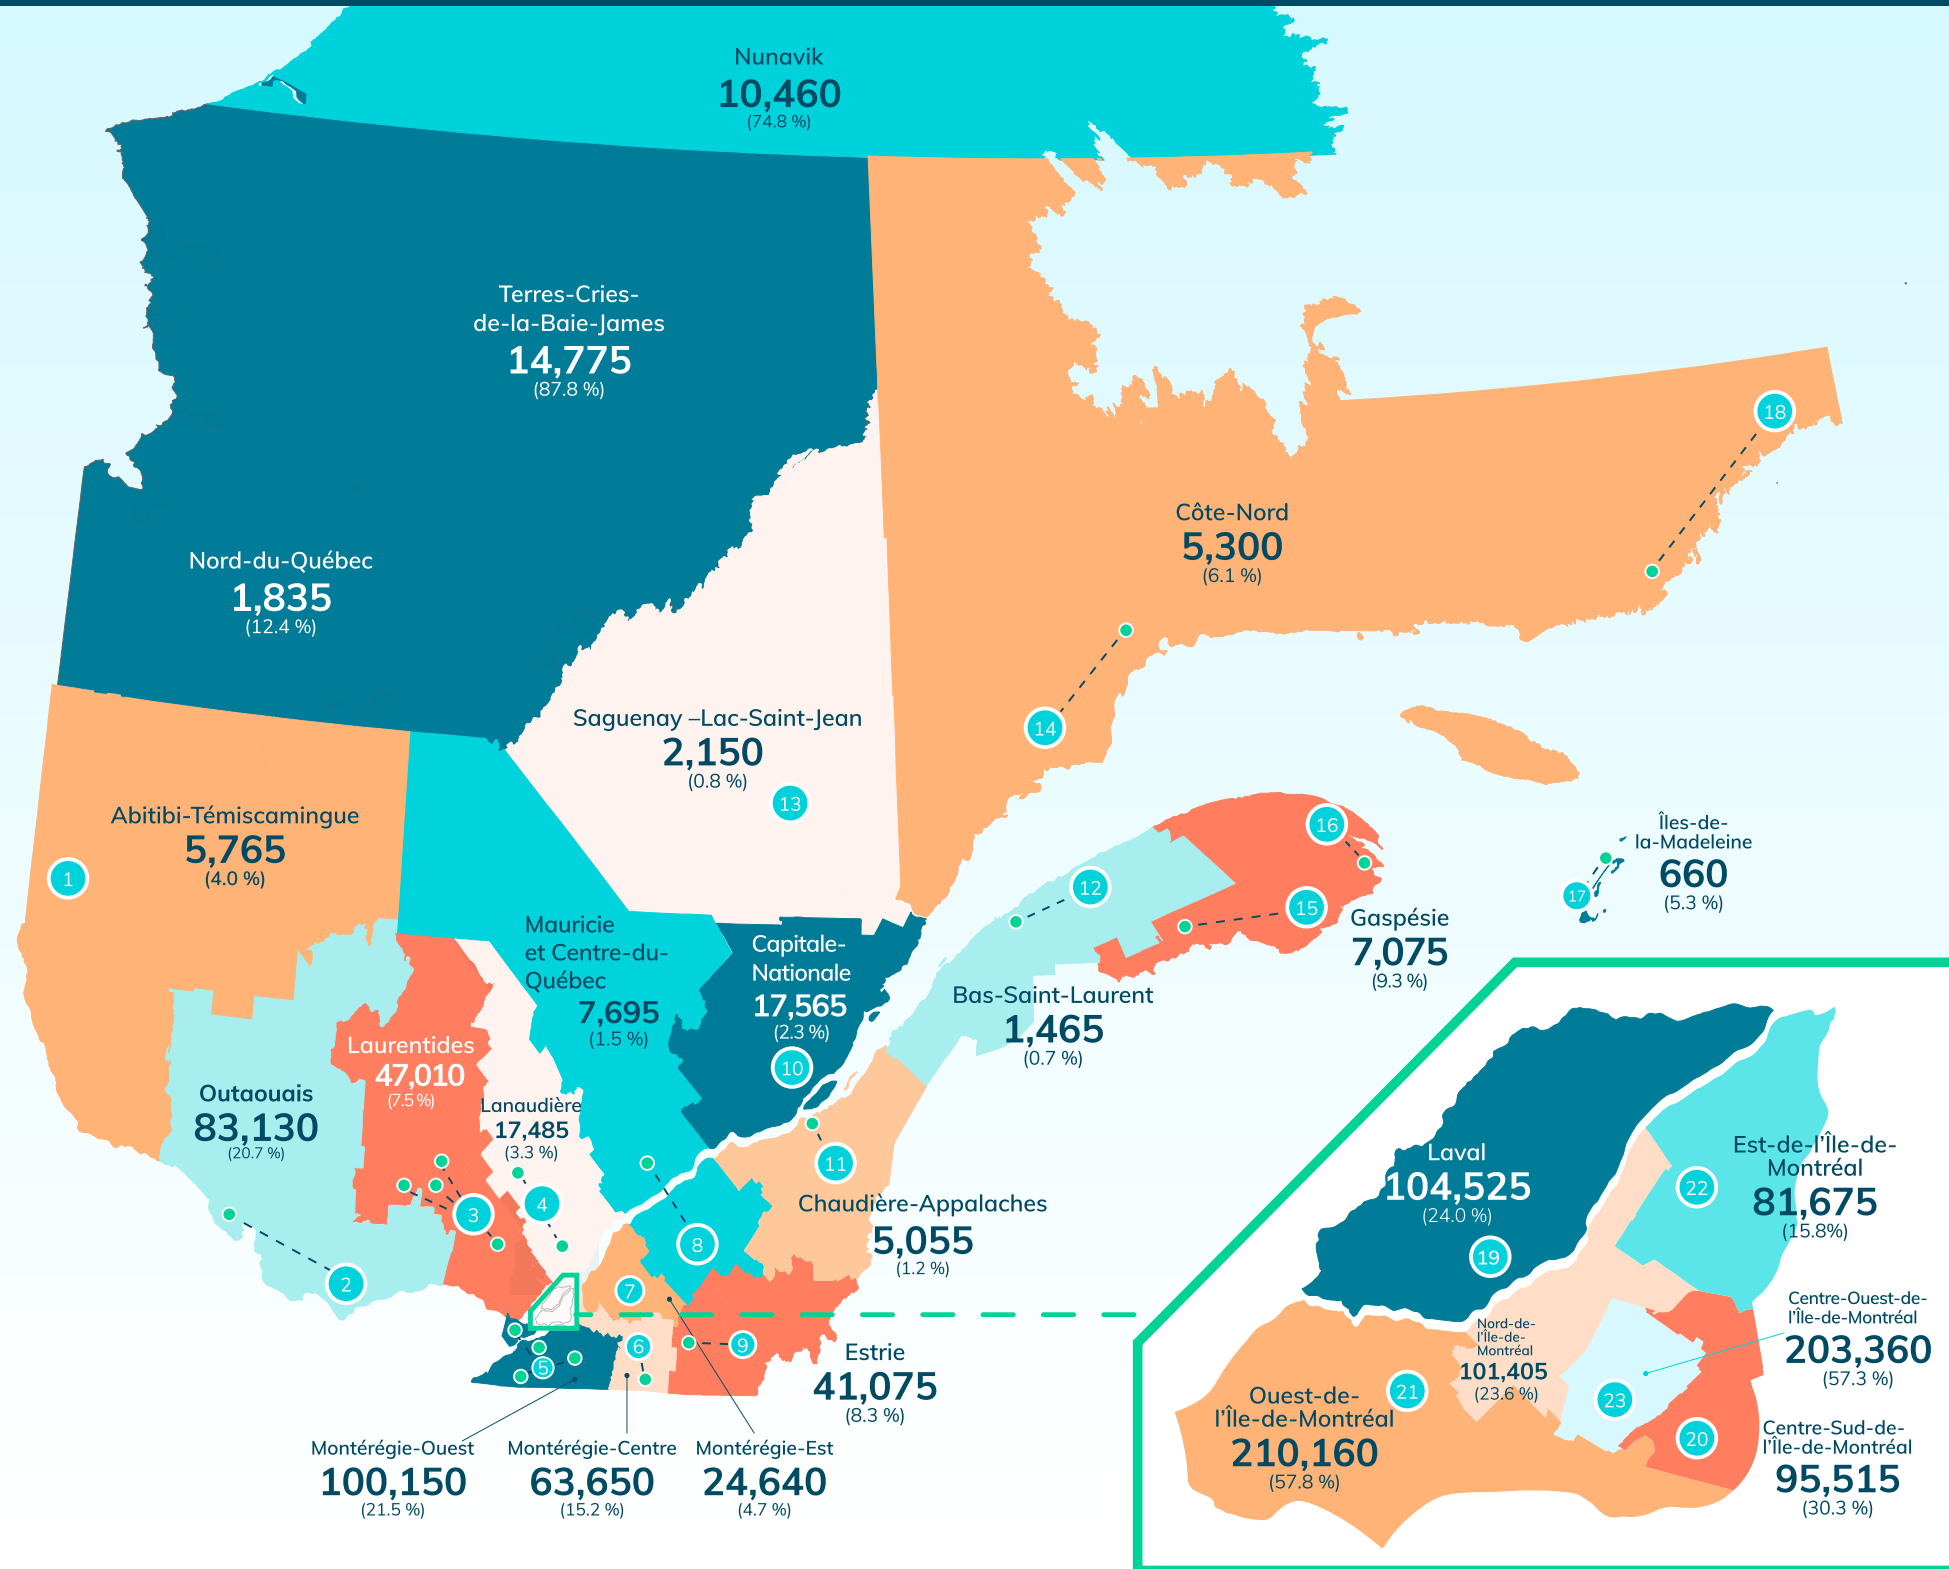 Nunavik
10,460
(74.8 %)
Terres-Cries-
de-la-Baie-James
14,775
(87.8 %)
18
Côte-Nord
5,300
(6.1 %)
Nord-du-Québec
1,835
(12.4 %)
14
Saguenay –Lac-Saint-Jean
2,150
(0.8 %)
13
Abitibi-Témiscamingue
5,765
(4.0 %)
1
16
Îles-de-
la-Madeleine
660
(5.3 %)
17
12
15
Gaspésie
7,075
(9.3 %)
Mauricie
et Centre-du-
Québec
7,695
(1.5 %)
Capitale-
Nationale
17,565
(2.3 %)
10
Bas-Saint-Laurent
1,465
(0.7 %)
Laurentides
47,010
(7.5 %)
Outaouais
83,130
(20.7 %)
Lanaudière
17,485
(3.3 %)
11
Chaudière-Appalaches
5,055
(1.2 %)
3
4
8
2
7
6
9
5
Estrie
41,075
(8.3 %)
Montérégie-Ouest
100,150
(21.5 %)
Montérégie-Centre
63,650
(15.2 %)
Montérégie-Est
24,640
(4.7 %)
Laval
104,525
(24.0 %)
19
Est-de-l’Île-de-
Montréal
81,675
(15.8%)
22
Centre-Ouest-de-
l’Île-de-Montréal
203,360
(57.3 %)
Nord-de-
l’Île-de-
Montréal
101,405
(23.6 %)
21
23
Ouest-de-
l’Île-de-Montréal
210,160
(57.8 %)
20
Centre-Sud-de-
l’Île-de-Montréal
95,515
(30.3 %)